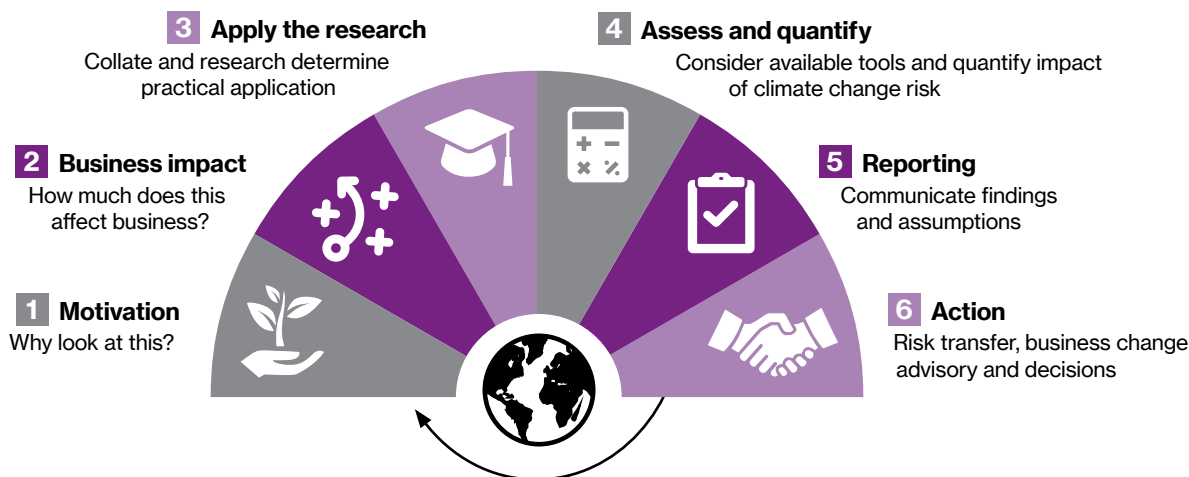 1 Motivation
Why look at this?
2 Business impact
How much does this
affect business?
3 Apply the research
Collate and research determine
practical application
4 Assess and quantify
Consider available tools and quantify impact
of climate change risk
5 Reporting
Communicate findings
and assumptions
6 Action
Risk transfer, business change
advisory and decisions